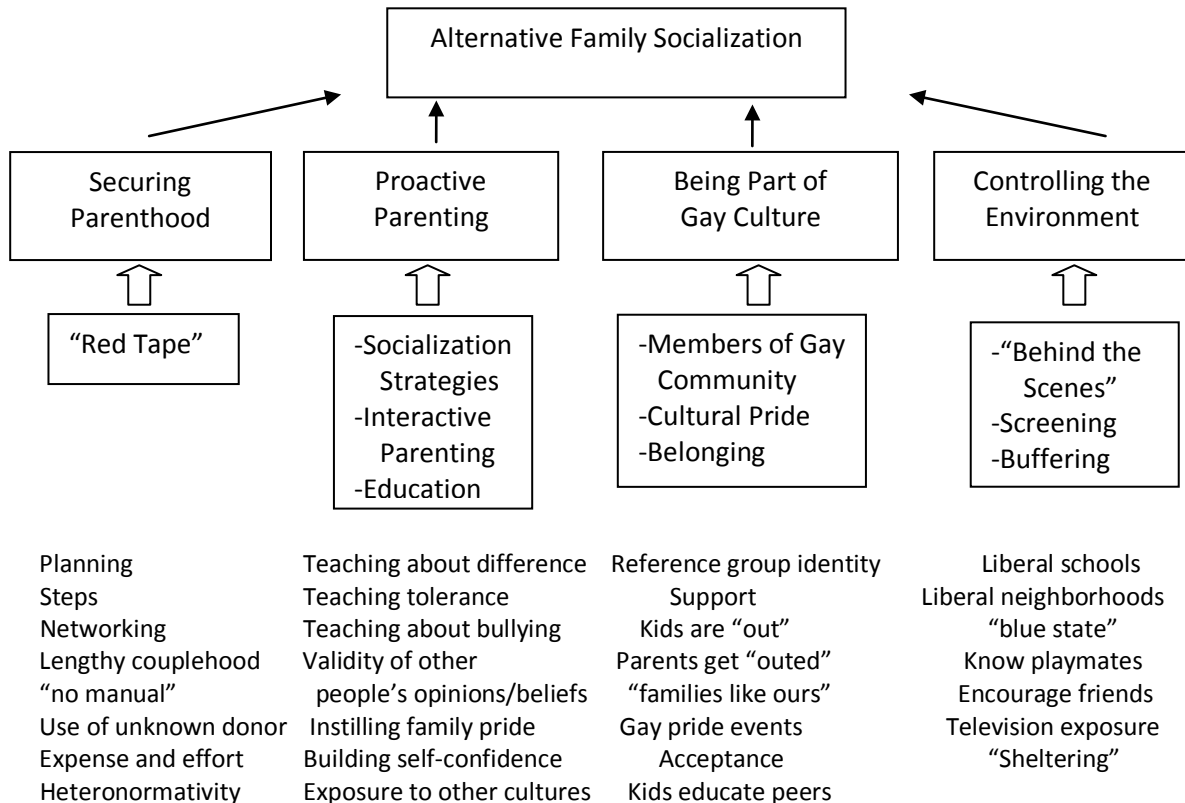 Alternative Family Socialization
Securing
Parenthood
Proactive
Parenting
Being Part of
Gay Culture
Controlling the
Environment
“Red Tape”
-Socialization
Strategies
-Interactive
Parenting
-Education
-Members of Gay
Community
-Cultural Pride
-Belonging
-“Behind the
Scenes”
-Screening
-Buffering
Planning
Steps
Networking
Lengthy couplehood
“no manual”
Use of unknown donor
Expense and effort
Heteronormativity
Teaching about difference
Teaching tolerance
Teaching about bullying
Validity of other
people’s opinions/beliefs
Instilling family pride
Building self-confidence
Exposure to other cultures
Reference group identity
Support
Kids are “out”
Parents get “outed”
“families like ours”
Gay pride events
Acceptance
Kids educate peers
Liberal schools
Liberal neighborhoods
“blue state”
Know playmates
Encourage friends
Television exposure
“Sheltering”